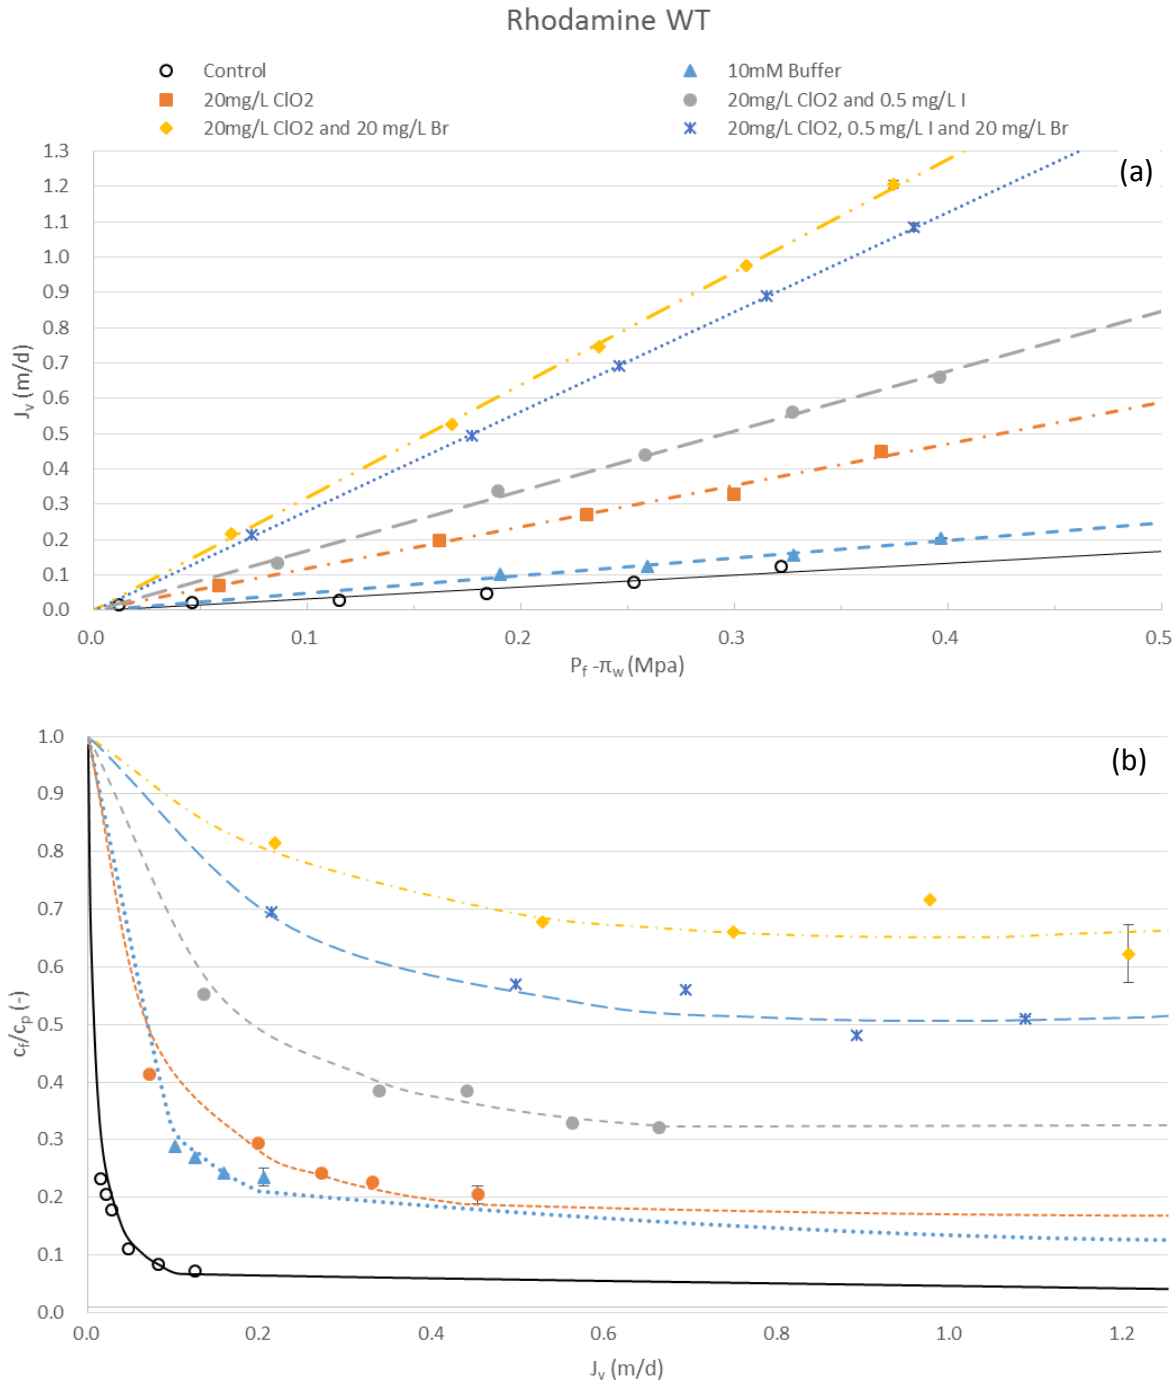 Rhodamine WT
Control
10mM Buffer
20mg/L ClO2
20mg/L ClO2 and 0.5 mg/L I
20mg/L ClO2 and 20 mg/L Br
20mg/L ClO2, 0.5 mg/L I and 20 mg/L Br
(a)
1.3
1.2
1.1
1.0
0.9
0.8
0.7
0.6
0.5
0.4
0.3
0.2
0.1
0.0
Jv (m/d)
0.0 0.1 0.2 0.3 0.4 0.5
Pf -πw (Mpa)
(b)
1.0
0.9
0.8
0.7
0.6
0.5
0.4
0.3
0.2
0.1
0.0
cf/cp (-)
0.0 0.2 0.4 0.6 0.8 1.0 1.2
Jv (m/d)